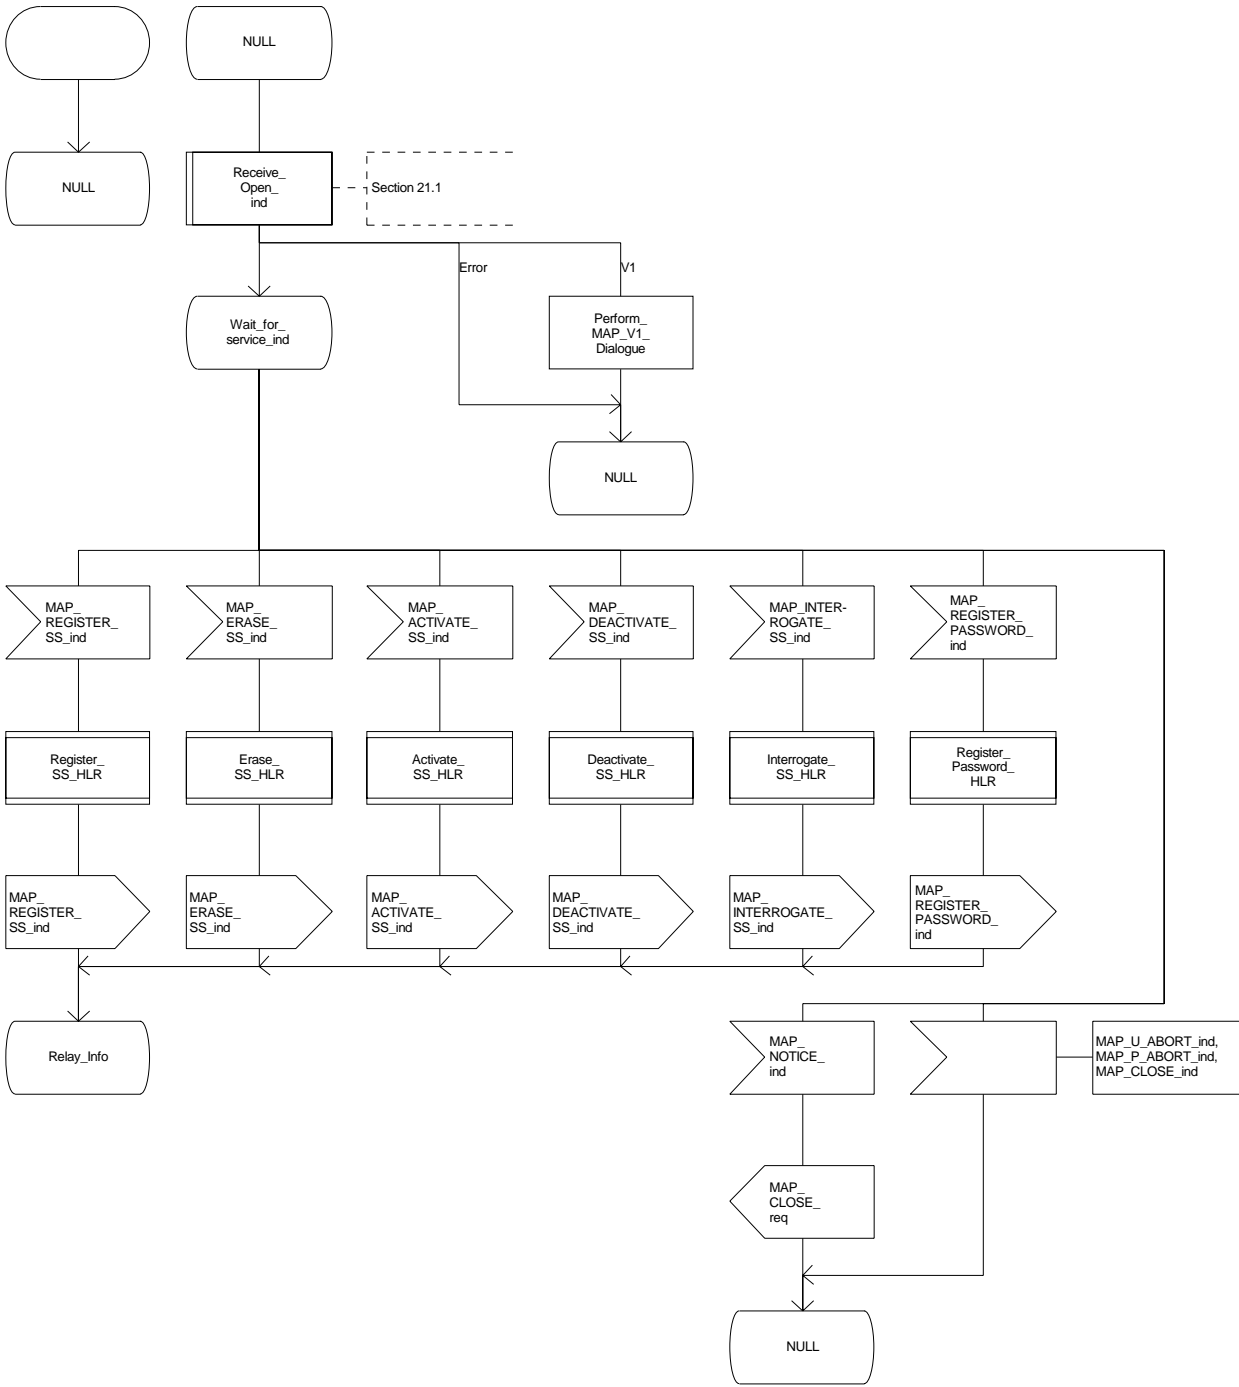 NULL
NULL
Receive_
Open_
ind
Section 21.1
Error
V1
Wait_for_
service_ind
Perform_
MAP_V1_
Dialogue
NULL
MAP_
REGISTER_
SS_ind
MAP_
ERASE_
SS_ind
MAP_
ACTIVATE_
SS_ind
MAP_
DEACTIVATE_
SS_ind
MAP_INTER-
ROGATE_
SS_ind
MAP_
REGISTER_
PASSWORD_
ind
Register_
SS_HLR
Erase_
SS_HLR
Activate_
SS_HLR
Deactivate_
SS_HLR
Interrogate_
SS_HLR
Register_
Password_
HLR
MAP_
REGISTER_
SS_ind
MAP_
ERASE_
SS_ind
MAP_
ACTIVATE_
SS_ind
MAP_
DEACTIVATE_
SS_ind
MAP_
INTERROGATE_
SS_ind
MAP_
REGISTER_
PASSWORD_
ind
Relay_Info
MAP_
NOTICE_
ind
MAP_U_ABORT_ind,
MAP_P_ABORT_ind,
MAP_CLOSE_ind
MAP_
CLOSE_
req
NULL